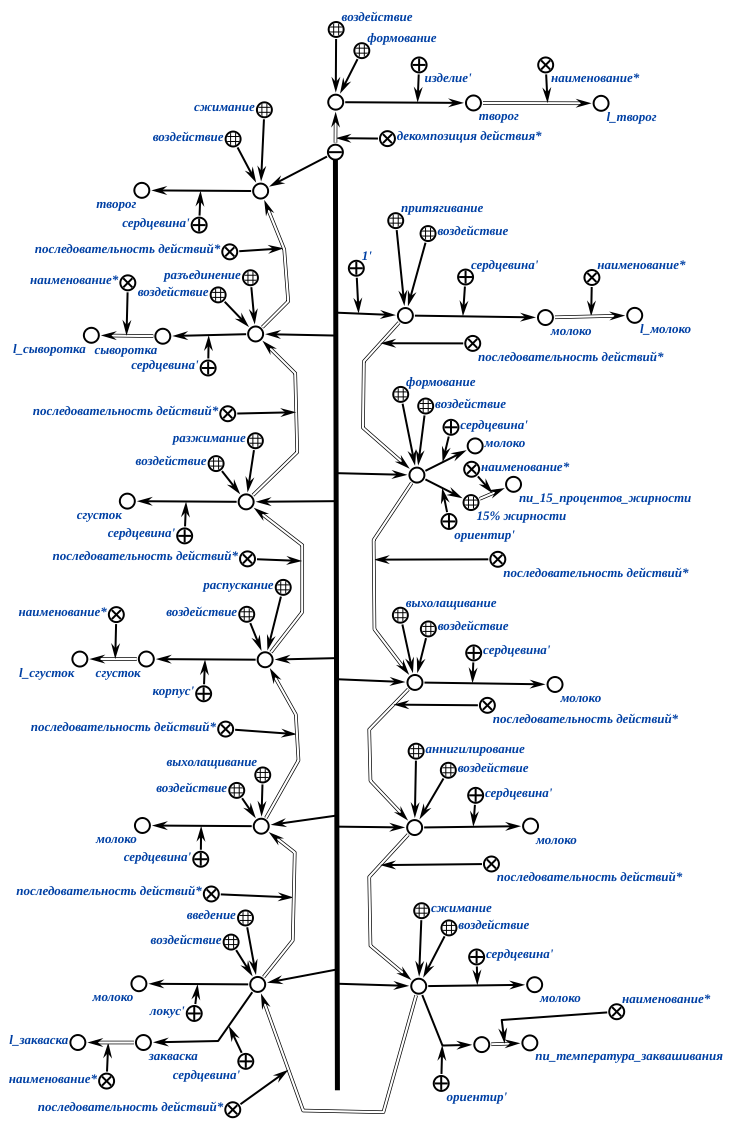 воздействие
формование
изделие'
наименование*
творог
l_творог
декомпозиция действия*
сжимание
воздействие
творог
сердцевина'
последовательность действий*
притягивание
воздействие
1'
сердцевина'
наименование*
молоко
l_молоко
последовательность действий*
наименование*
разъединение
воздействие
l_сыворотка
сыворотка
сердцевина'
последовательность действий*
формование
воздействие
сердцевина'
молоко
наименование*
пи_15_процентов_жирности
15% жирности
ориентир'
последовательность действий*
разжимание
воздействие
сгусток
сердцевина'
последовательность действий*
распускание
воздействие
наименование*
l_сгусток
сгусток
корпус'
последовательность действий*
выхолащивание
воздействие
сердцевина'
молоко
последовательность действий*
выхолащивание
воздействие
молоко
сердцевина'
последовательность действий*
аннигилирование
воздействие
сердцевина'
молоко
последовательность действий*
введение
воздействие
молоко
локус'
l_закваска
закваска
наименование*
сердцевина'
последовательность действий*
сжимание
воздействие
сердцевина'
молоко
наименование*
пи_температура_заквашивания
ориентир'